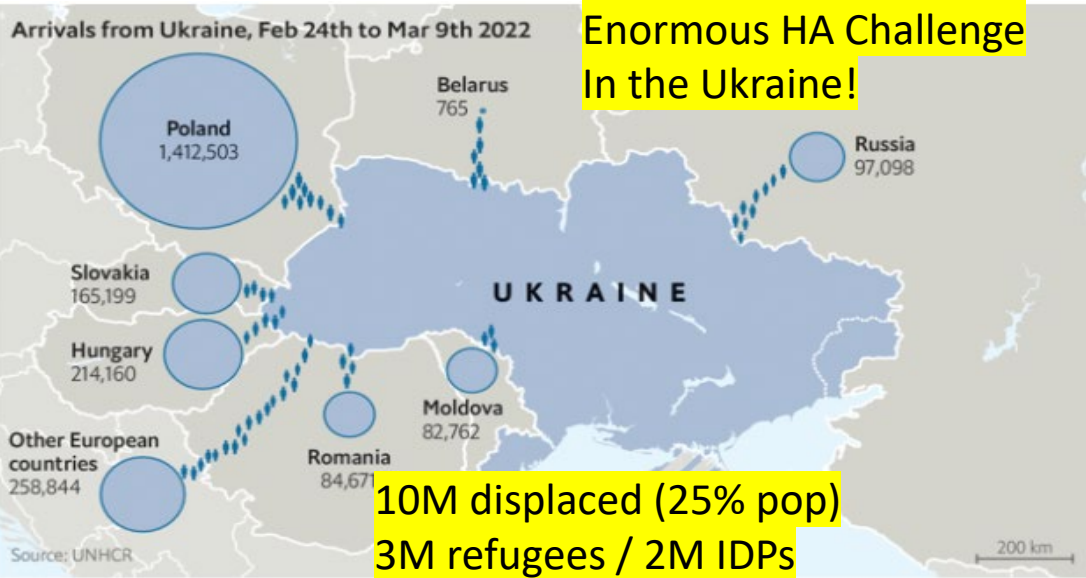 Arrivals from Ukraine, Feb 24th to Mar 9th 2022
Enormous HA Challenge
In the Ukraine!
Belarus
765
Poland
1,412,503
Russia
97,098
Slovakia
165,199
UKRAINE
Hungary
214,160
Moldova
82,762
Other European
countries
258,844
Romania
84,671
10M displaced (25% pop)
3M refugees / 2M IDPs
Source: UNHCR
200 km